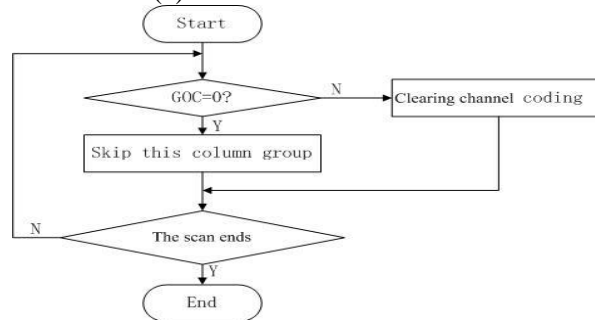 Start
GOC=0?
N
Clearing channel coding
Y
Skip this column group
N
The scan ends
Y
End